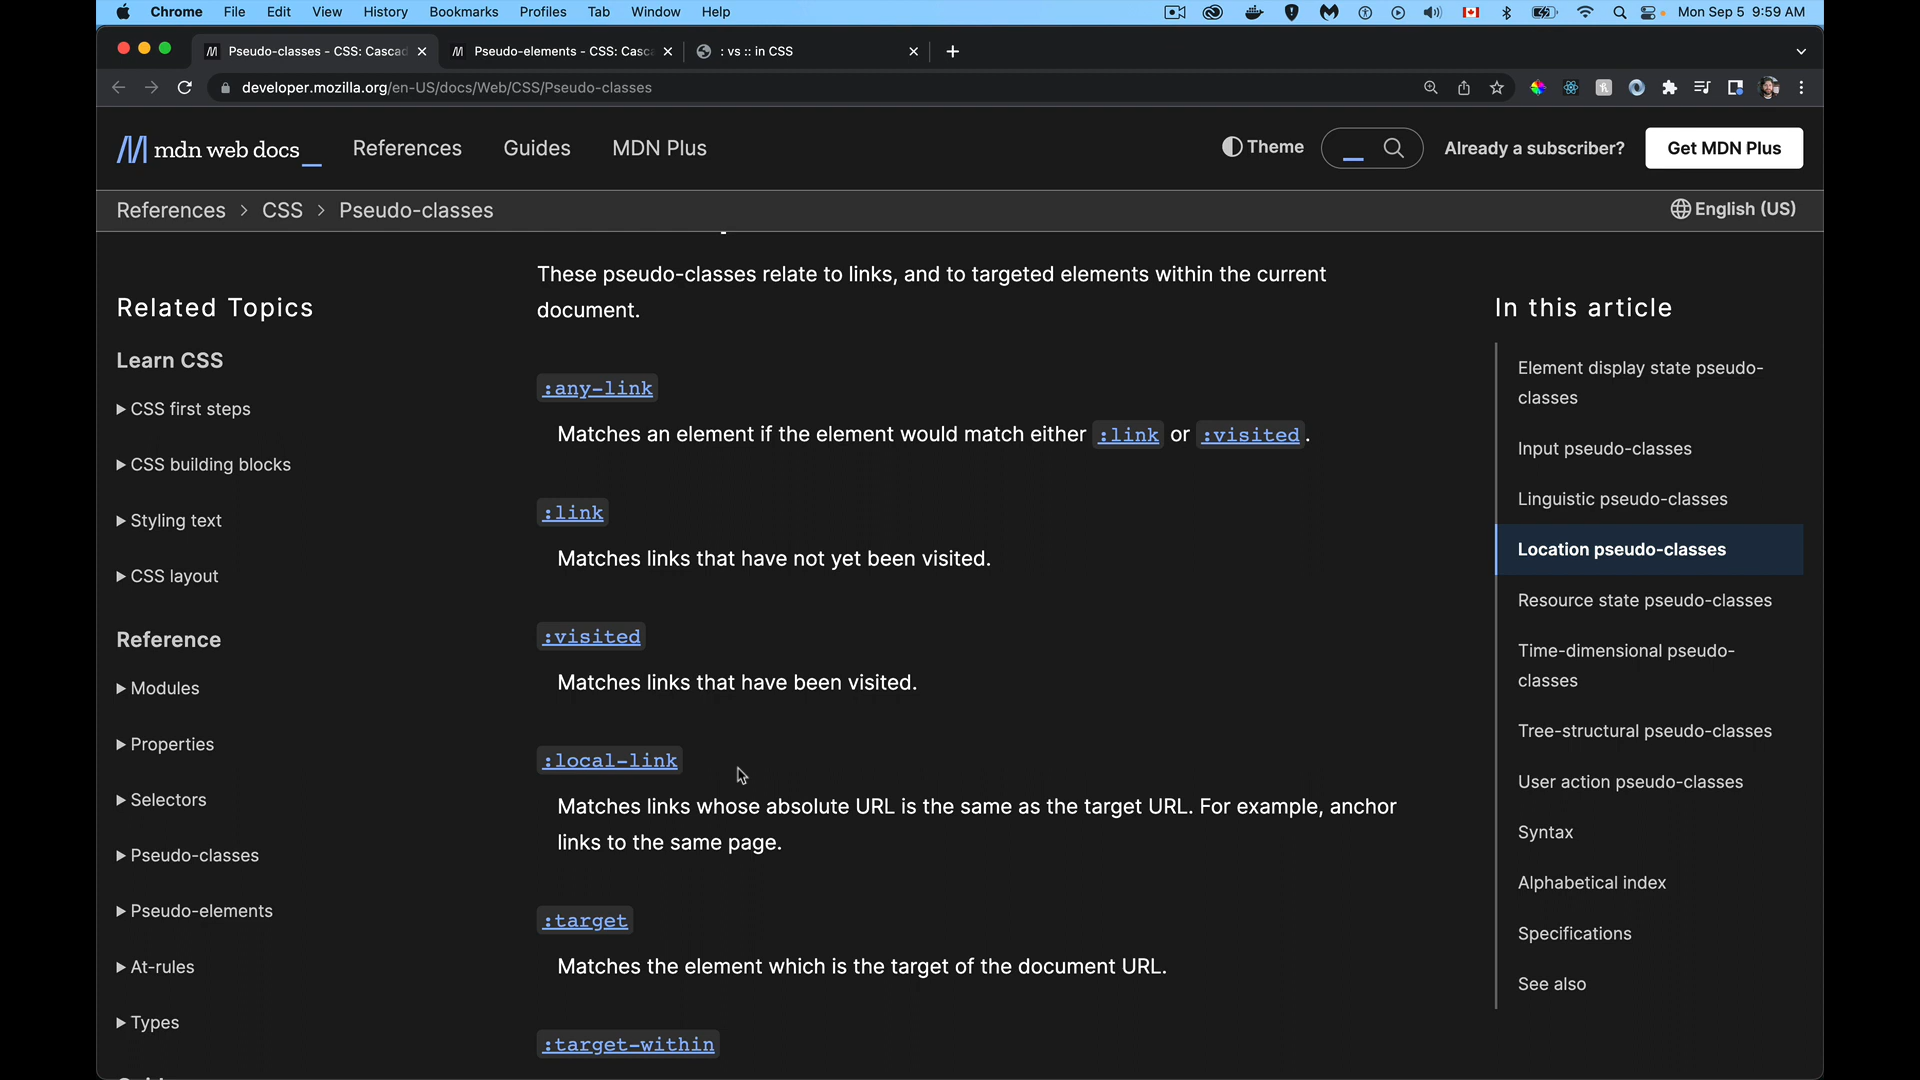 Chrome File Edit View History Bookmarks Profiles Tab Window Help Mon Sep 5 9:59 AM
Pseudo-classes - CSS: Cascad Pseudo-elements - CSS: Casc : vs :: in CSS
developer.mozilla.org/en-US/docs/Web/CSS/Pseudo-classes
mdn web docs_ References Guides MDN Plus Theme Already a subscriber? Get MDN Plus
References > CSS > Pseudo-classes English (US)
Related Topics
Learn CSS
CSS first steps
CSS building blocks
Styling text
CSS layout
Reference
Modules
Properties
Selectors
Pseudo-classes
Pseudo-elements
At-rules
Types
These pseudo-classes relate to links, and to targeted elements within the current
document.
:any-link
Matches an element if the element would match either :link or :visited.
:link
Matches links that have not yet been visited.
:visited
Matches links that have been visited.
:local-link
Matches links whose absolute URL is the same as the target URL. For example, anchor
links to the same page.
:target
Matches the element which is the target of the document URL.
:target-within
In this article
Element display state pseudo-
classes
Input pseudo-classes
Linguistic pseudo-classes
Location pseudo-classes
Resource state pseudo-classes
Time-dimensional pseudo-
classes
Tree-structural pseudo-classes
User action pseudo-classes
Syntax
Alphabetical index
Specifications
See also